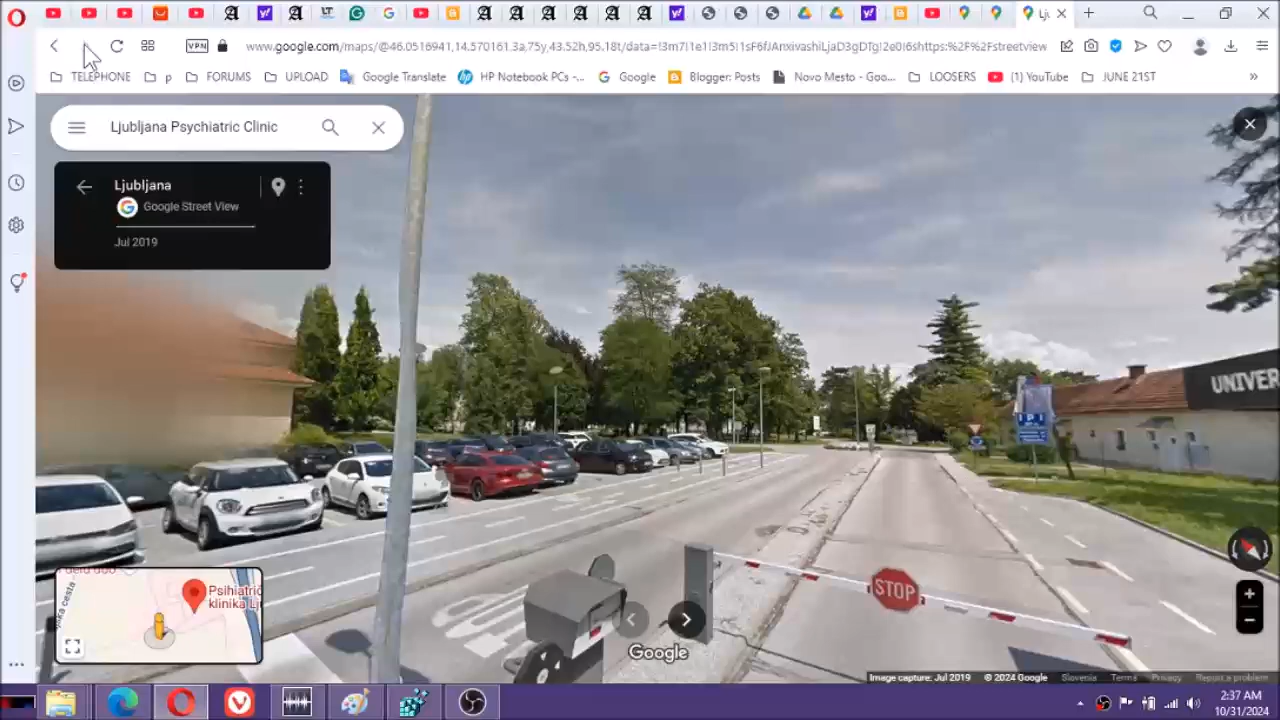 VPN
www.google.com/maps/@46.0516941,14.570161,3a,75y,43.52h,95.18t/data=!3m7!1e1!3m5!1sF6fJAnxivashiLjaD3gDTg!2e0!6shttps:%2F%2Fstreetview
TELEPHONE p FORUMS UPLOAD Google Translate HP Notebook PC -... Google Blogger: Posts Novo Mesto - Goo... LOOSERS (1) YouTube JUNE 21ST
Ljubljana Psychiatric Clinic
Ljubljana
Google Street View
Jul 2019
UNIVER
STOP
Psihiatrič
klinika Lj
Google
Image capture: Jul 2019 © 2024 Google Slovenia Terms Privacy Report a problem
2:37 AM
10/31/2024